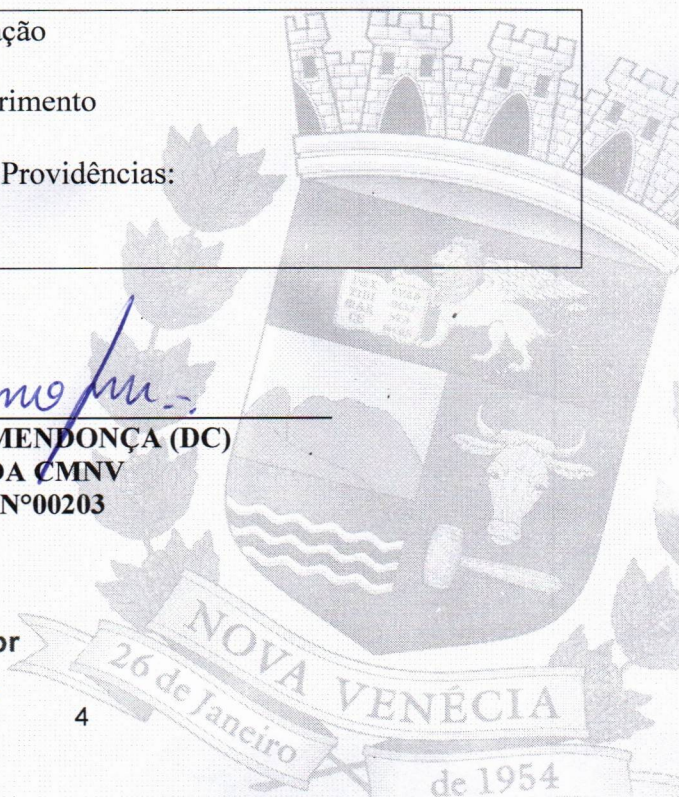 ção
rimento
Providências:
MENDONÇA (DC)
DA CMNV
N°00203
or
4
NOVA VENÉCIA
26 de Janeiro
de 1954